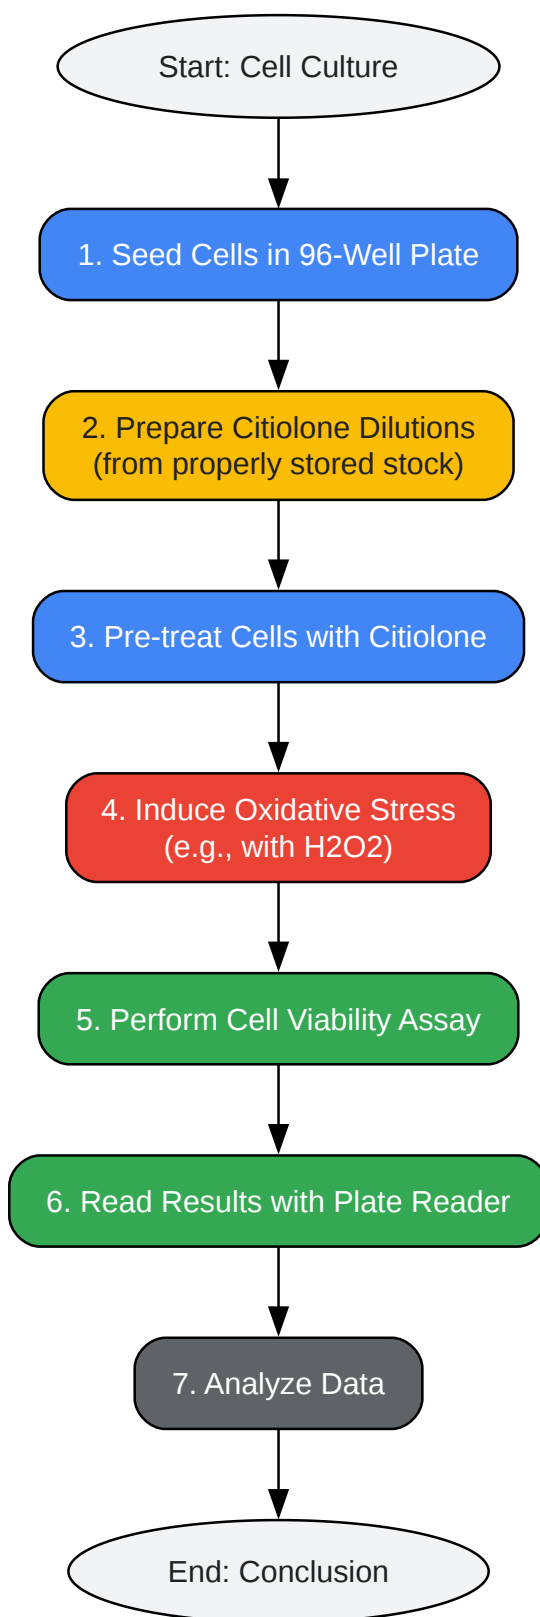 Start: Cell Culture
1. Seed Cells in 96-Well Plate
2. Prepare Citiolone Dilutions
(from properly stored stock)
3. Pre-treat Cells with Citiolone
4. Induce Oxidative Stress
(e.g., with H2O2)
5. Perform Cell Viability Assay
6. Read Results with Plate Reader
7. Analyze Data
End: Conclusion